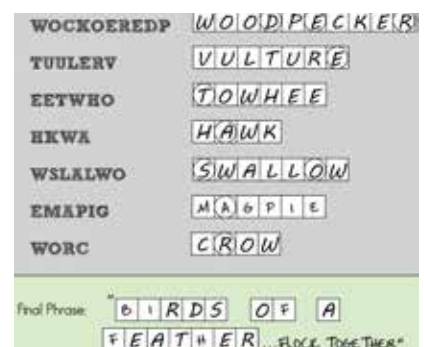 WOCKOEREDP WOODPECKER
TUULERV VULTURE
EETWHO TOWHEE
HKWA HAWK
WSLALWO SWALLOW
EMAPIG MAGPIE
WORC CROW
Final Phrase: "BIRDS OF A
FEATHER...FLOCK TOGETHER"